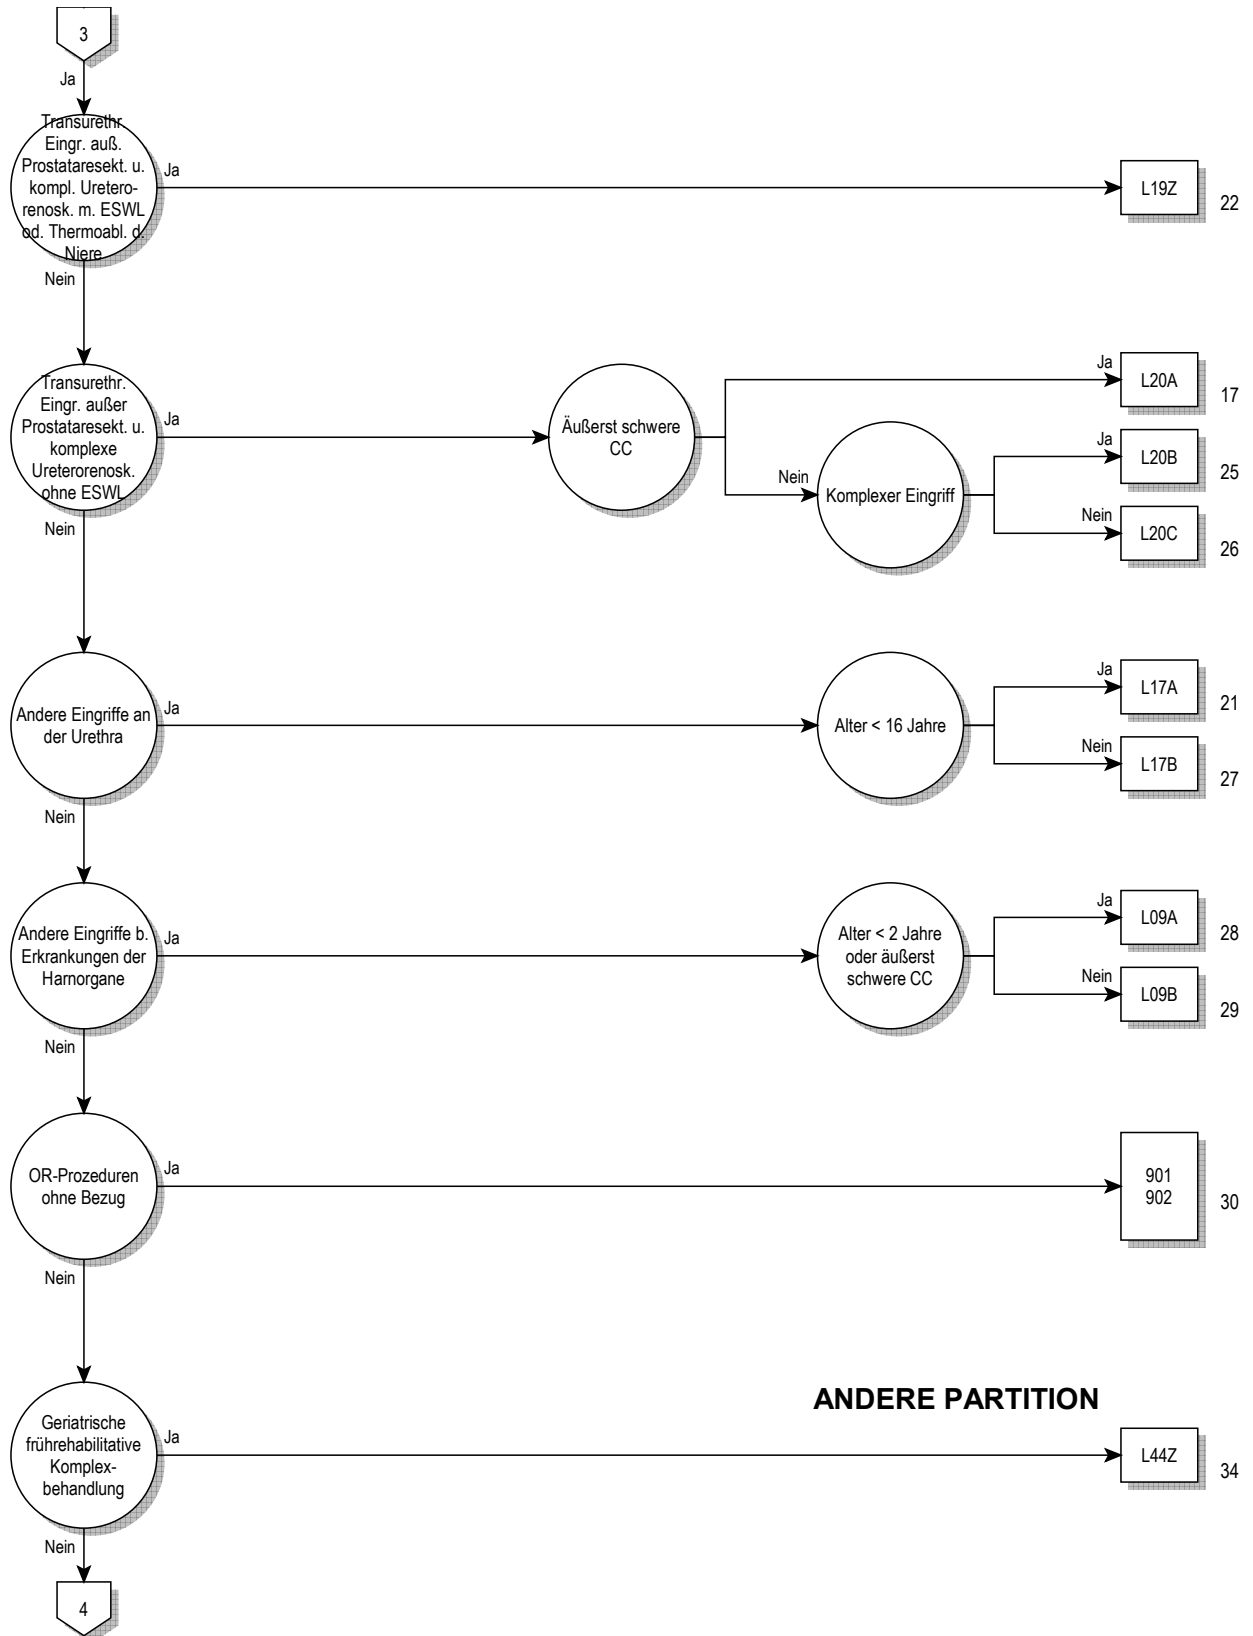 3
Ja
Transurethr.
Eingr. auß.
Prostataresekt. u.
kompl. Uretero-
renosk. m. ESWL
od. Thermoabl. d.
Niere
Ja
L19Z
22
Nein
Transurethr.
Eingr. außer
Prostataresekt. u.
komplexe
Ureterorenosk.
ohne ESWL
Ja
Äußerst schwere
CC
Ja
L20A
17
Nein
Komplexer Eingriff
Ja
L20B
25
Nein
L20C
26
Nein
Andere Eingriffe an
der Urethra
Ja
Alter < 16 Jahre
Ja
L17A
21
Nein
L17B
27
Nein
Andere Eingriffe b.
Erkrankungen der
Harnorgane
Ja
Alter < 2 Jahre
oder äußerst
schwere CC
Ja
L09A
28
Nein
L09B
29
Nein
OR-Prozeduren
ohne Bezug
Ja
901
902
30
Nein
ANDERE PARTITION
Geriatrische
frührehabilitative
Komplex-
behandlung
Ja
L44Z
34
Nein
4